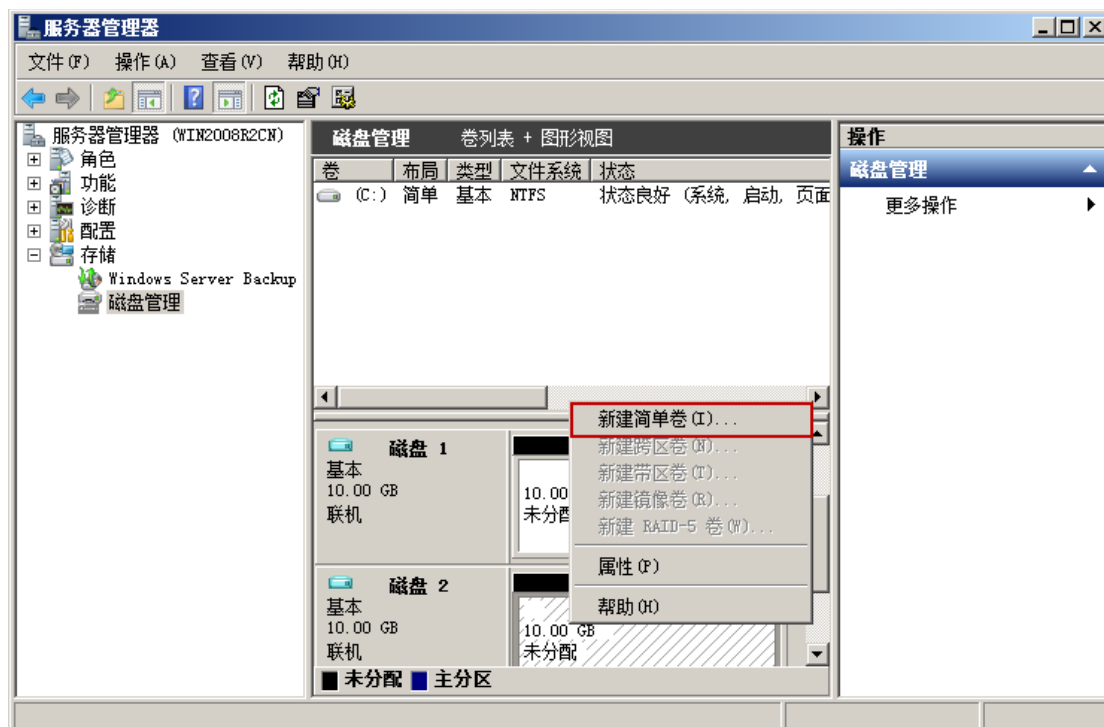 服务器管理器
文件(F) 操作(A) 查看(V) 帮助(H)
服务器管理器 (WIN2008R2CN)
角色
功能
诊断
配置
存储
Windows Server Backup
磁盘管理
磁盘管理 卷列表 + 图形视图
卷 布局 类型 文件系统 状态
(C:) 简单 基本 NTFS 状态良好 (系统, 启动, 页面
磁盘 1
基本
10.00 GB
联机
10.00
未分配
新建简单卷(I)...
新建跨区卷(N)...
新建带区卷(T)...
新建镜像卷(R)...
新建 RAID-5 卷(W)...
属性(P)
帮助(H)
磁盘 2
基本
10.00 GB
联机
10.00 GB
未分配
未分配 主分区
操作
磁盘管理
更多操作